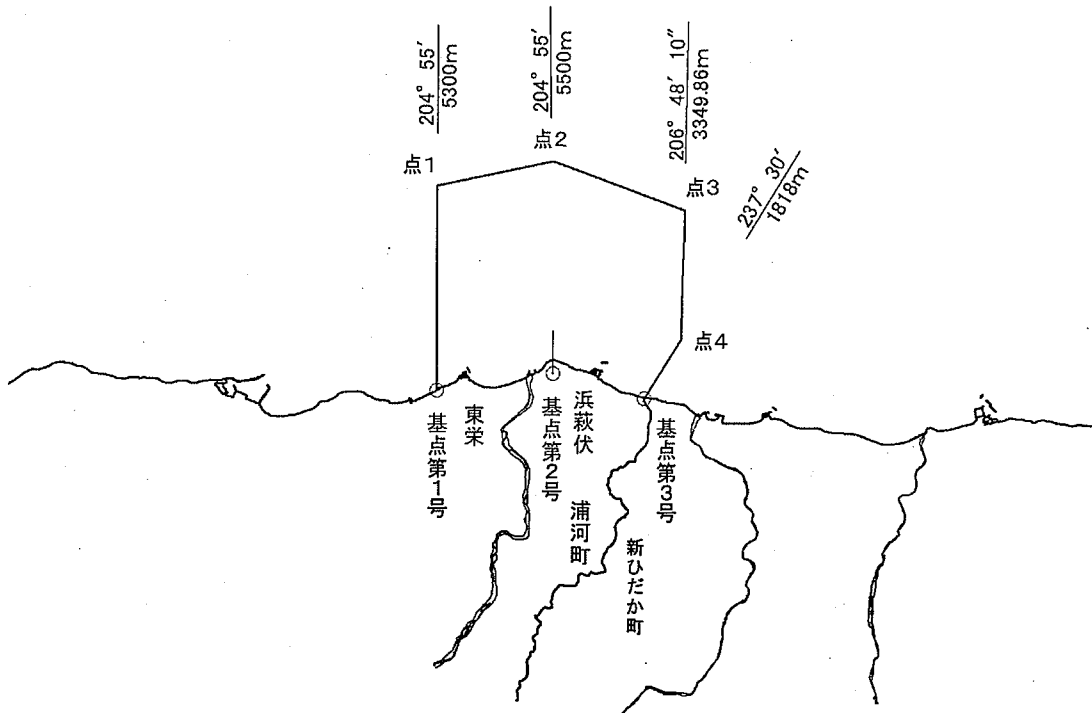 204° 55′
5300m
204° 55′
5500m
206° 48′ 10″
3349.86m
237° 30′
1818m
点1
点2
点3
点4
基点第1号
東栄
基点第2号
浜荻伏
基点第3号
浦河町
新ひだか町